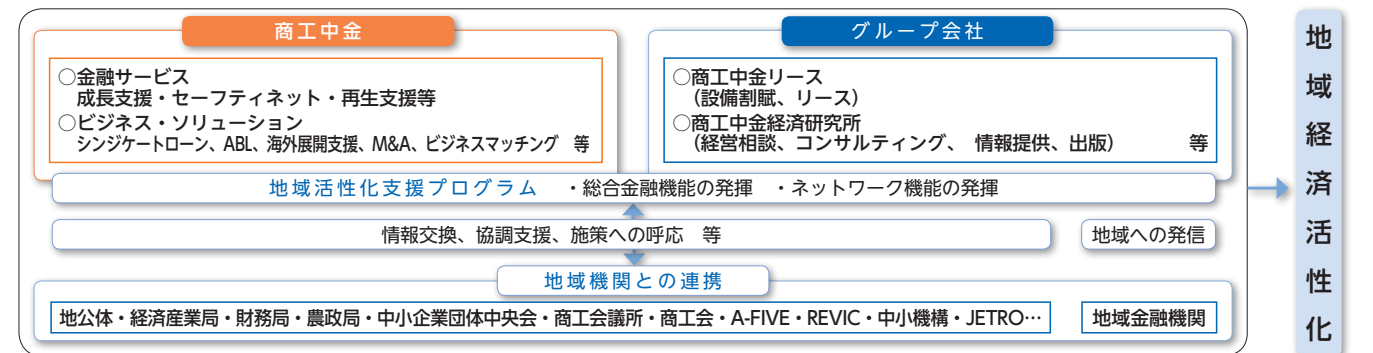 商工中金
○金融サービス
成長支援・セーフティネット・再生支援等
○ビジネス・ソリューション
シンジケートローン、ABL、海外展開支援、M&A、ビジネスマッチング 等
グループ会社
○商工中金リース
（設備割賦、リース）
○商工中金経済研究所
（経営相談、コンサルティング、 情報提供、出版） 等
地域活性化支援プログラム ・総合金融機能の発揮 ・ネットワーク機能の発揮
情報交換、協調支援、施策への呼応 等
地域への発信
地域機関との連携
地公体・経済産業局・財務局・農政局・中小企業団体中央会・商工会議所・商工会・A-FIVE・REVIC・中小機構・JETRO…
地域金融機関
地域経済活性化